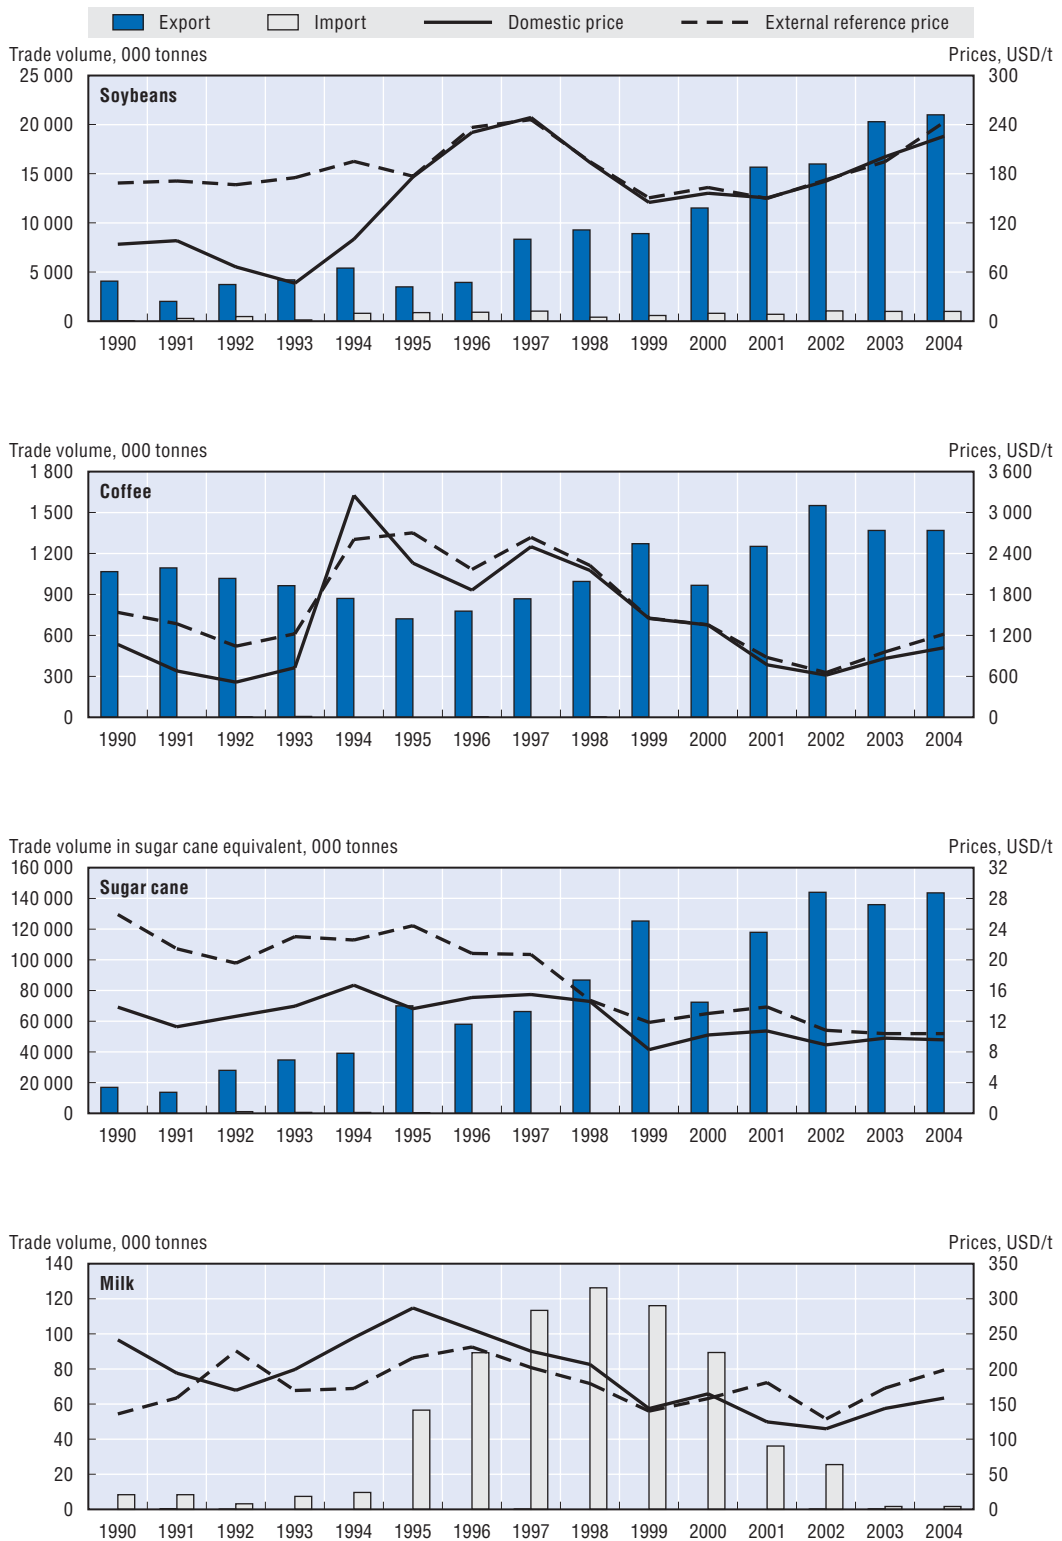 Export Import Domestic price External reference price
Trade volume, 000 tonnes Prices, USD/t
25 000 300
Soybeans
20 000 240
15 000 180
10 000 120
5 000 60
0 0
1990 1991 1992 1993 1994 1995 1996 1997 1998 1999 2000 2001 2002 2003 2004
Trade volume, 000 tonnes Prices, USD/t
1 800 3 600
Coffee
1 500 3 000
1 200 2 400
900 1 800
600 1 200
300 600
0 0
1990 1991 1992 1993 1994 1995 1996 1997 1998 1999 2000 2001 2002 2003 2004
Trade volume in sugar cane equivalent, 000 tonnes Prices, USD/t
160 000 32
Sugar cane
140 000 28
120 000 24
100 000 20
80 000 16
60 000 12
40 000 8
20 000 4
0 0
1990 1991 1992 1993 1994 1995 1996 1997 1998 1999 2000 2001 2002 2003 2004
Trade volume, 000 tonnes Prices, USD/t
140 350
Milk
120 300
100 250
80 200
60 150
40 100
20 50
0 0
1990 1991 1992 1993 1994 1995 1996 1997 1998 1999 2000 2001 2002 2003 2004